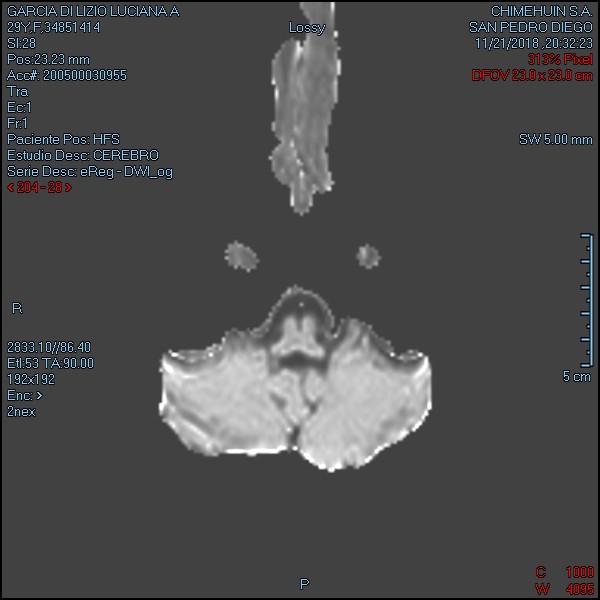 GARCIA DI LIZIO LUCIANA A
29Y,F,34851414
Sl:28
Pos:23.23 mm
Acc#: 200500030955
Tra
Ec:1
Fr:1
Paciente Pos: HFS
Estudio Desc: CEREBRO
Serie Desc: eReg - DWI_og
< 204 - 28 >
Lossy
CHIMEHUIN S.A.
SAN PEDRO DIEGO
11/21/2018 ,20:32:23
313% Pixel
DFOV 23.0 x 23.0 cm
SW 5.00 mm
R
2833.10//86.40
Etl:53 TA:90.00
192x192
Enc: >
2nex
5 cm
P
C 1000
W 4095